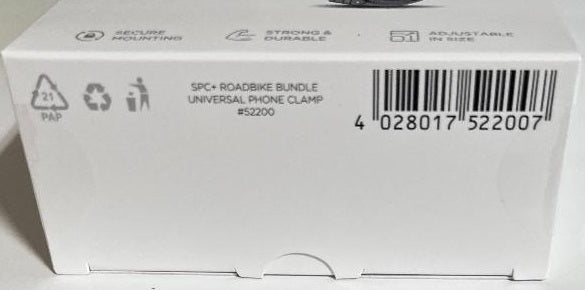 SECURE
MOUNTING
STRONG &
DURABLE
ADJUSTABLE
IN SIZE
21
PAP
SPC+ ROADBIKE BUNDLE
UNIVERSAL PHONE CLAMP
#52200
4 028017 522007